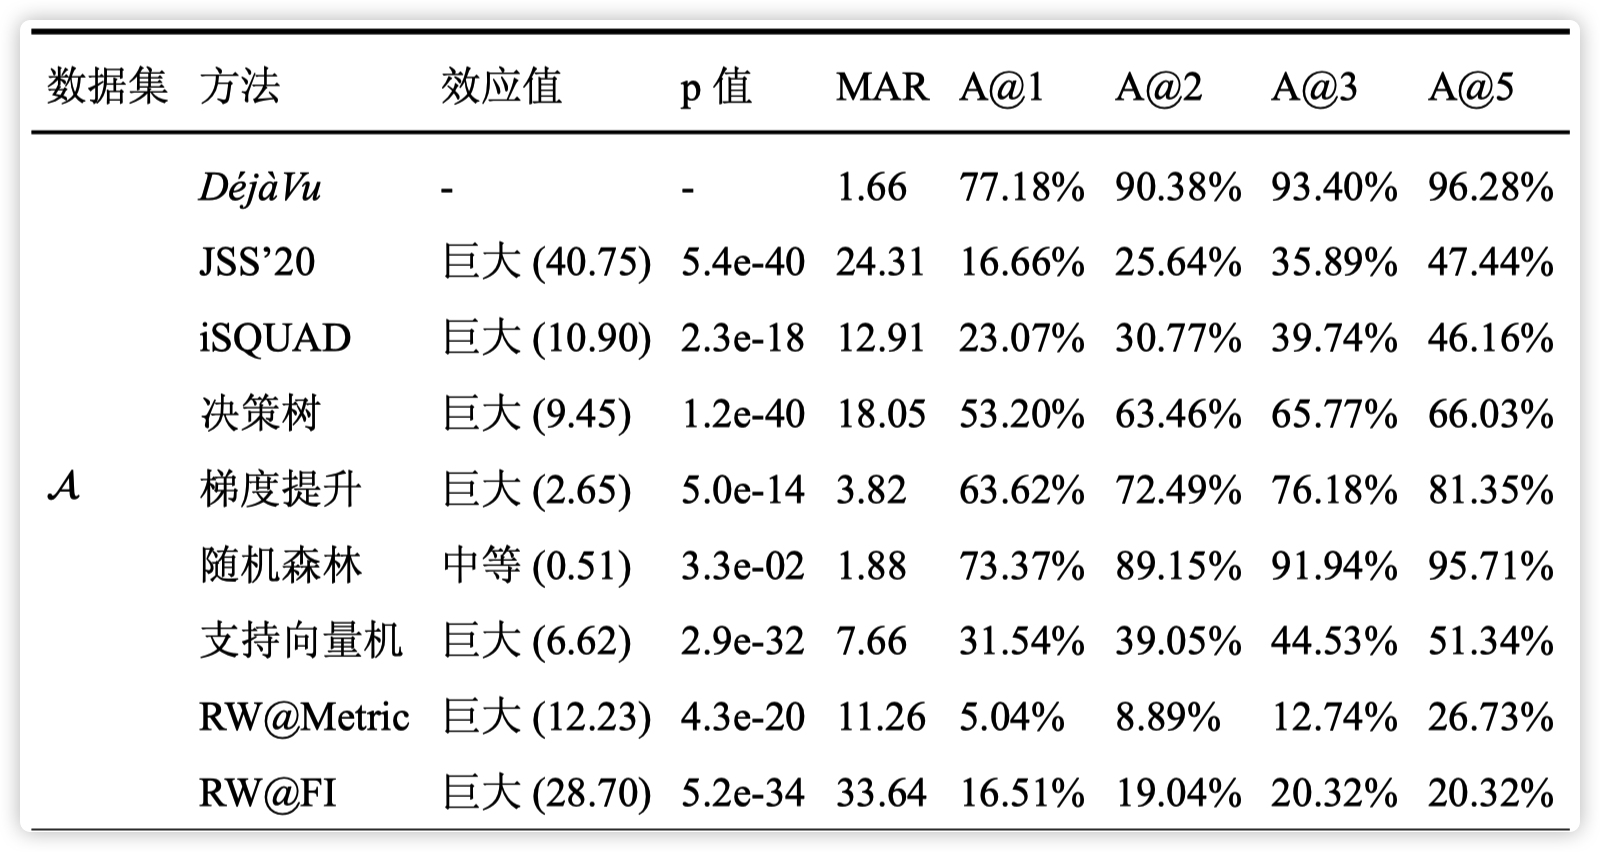 数据集 方法 效应值 p 值 MAR A@1 A@2 A@3 A@5
DéjàVu - - 1.66 77.18% 90.38% 93.40% 96.28%
JSS’20 巨大 (40.75) 5.4e-40 24.31 16.66% 25.64% 35.89% 47.44%
iSQUAD 巨大 (10.90) 2.3e-18 12.91 23.07% 30.77% 39.74% 46.16%
决策树 巨大 (9.45) 1.2e-40 18.05 53.20% 63.46% 65.77% 66.03%
𝒜 梯度提升 巨大 (2.65) 5.0e-14 3.82 63.62% 72.49% 76.18% 81.35%
随机森林 中等 (0.51) 3.3e-02 1.88 73.37% 89.15% 91.94% 95.71%
支持向量机 巨大 (6.62) 2.9e-32 7.66 31.54% 39.05% 44.53% 51.34%
RW@Metric 巨大 (12.23) 4.3e-20 11.26 5.04% 8.89% 12.74% 26.73%
RW@FI 巨大 (28.70) 5.2e-34 33.64 16.51% 19.04% 20.32% 20.32%